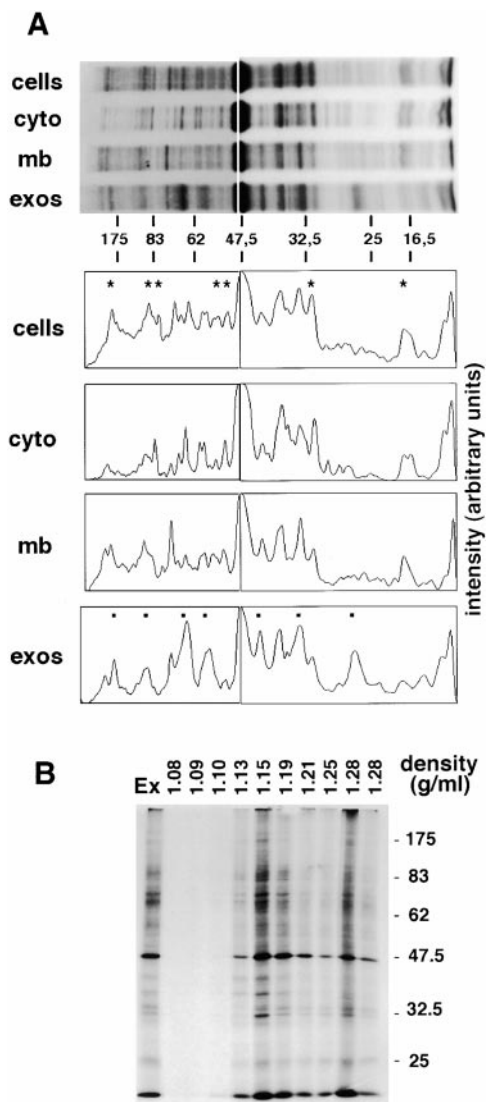 A
cells
cyto
mb
exos
175 83 62 47,5 32,5 25 16,5
* ** ** * *
cells
cyto
mb
exos
intensity (arbitrary units)
B
Ex 1.08 1.09 1.10 1.13 1.15 1.19 1.21 1.25 1.28 1.28 density (g/ml)
- 175
- 83
- 62
- 47.5
- 32.5
- 25